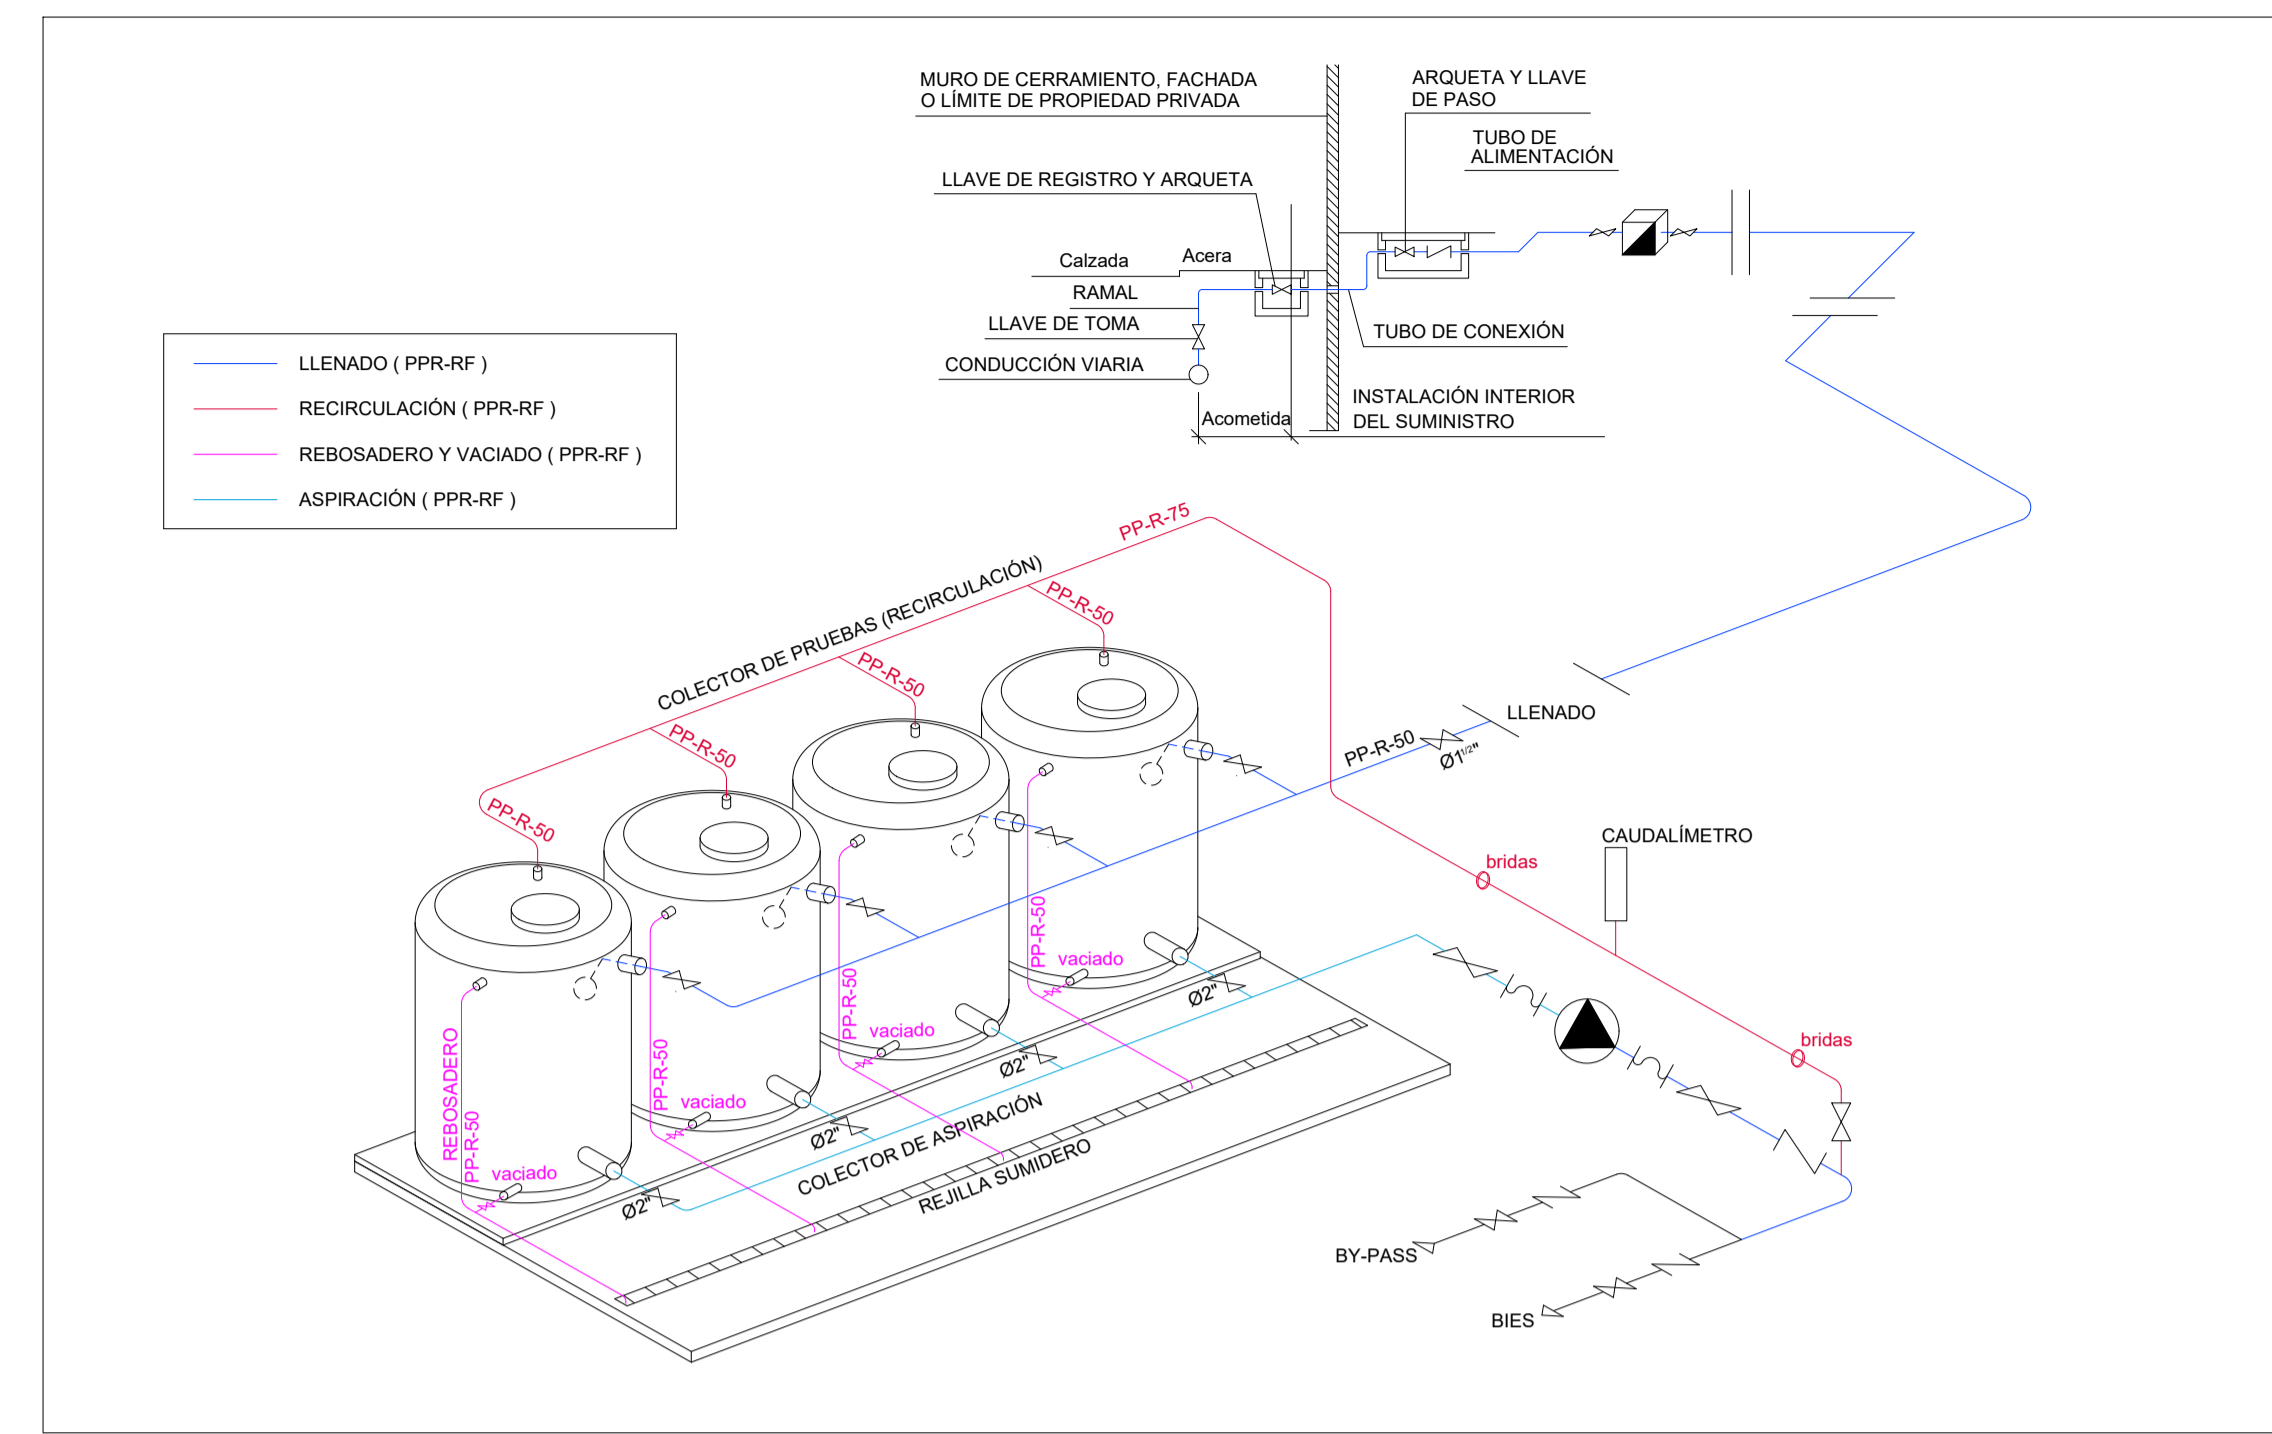 MURO DE CERRAMIENTO, FACHADA
O LÍMITE DE PROPIEDAD PRIVADA
ARQUETA Y LLAVE
DE PASO
TUBO DE
ALIMENTACIÓN
LLAVE DE REGISTRO Y ARQUETA
Calzada
Acera
RAMAL
LLAVE DE TOMA
CONDUCCIÓN VIARIA
TUBO DE CONEXIÓN
Acometida
INSTALACIÓN INTERIOR
DEL SUMINISTRO
LLENADO ( PPR-RF )
RECIRCULACIÓN ( PPR-RF )
REBOSADERO Y VACIADO ( PPR-RF )
ASPIRACIÓN ( PPR-RF )
PP-R-75
COLECTOR DE PRUEBAS (RECIRCULACIÓN)
PP-R-50
PP-R-50
PP-R-50
PP-R-50
LLENADO
PP-R-50
Ø1 1/2"
CAUDALÍMETRO
bridas
bridas
PP-R-50
vaciado
Ø2"
PP-R-50
vaciado
Ø2"
PP-R-50
vaciado
Ø2"
REBOSADERO
PP-R-50
vaciado
Ø2"
COLECTOR DE ASPIRACIÓN
REJILLA SUMIDERO
BY-PASS
BIES